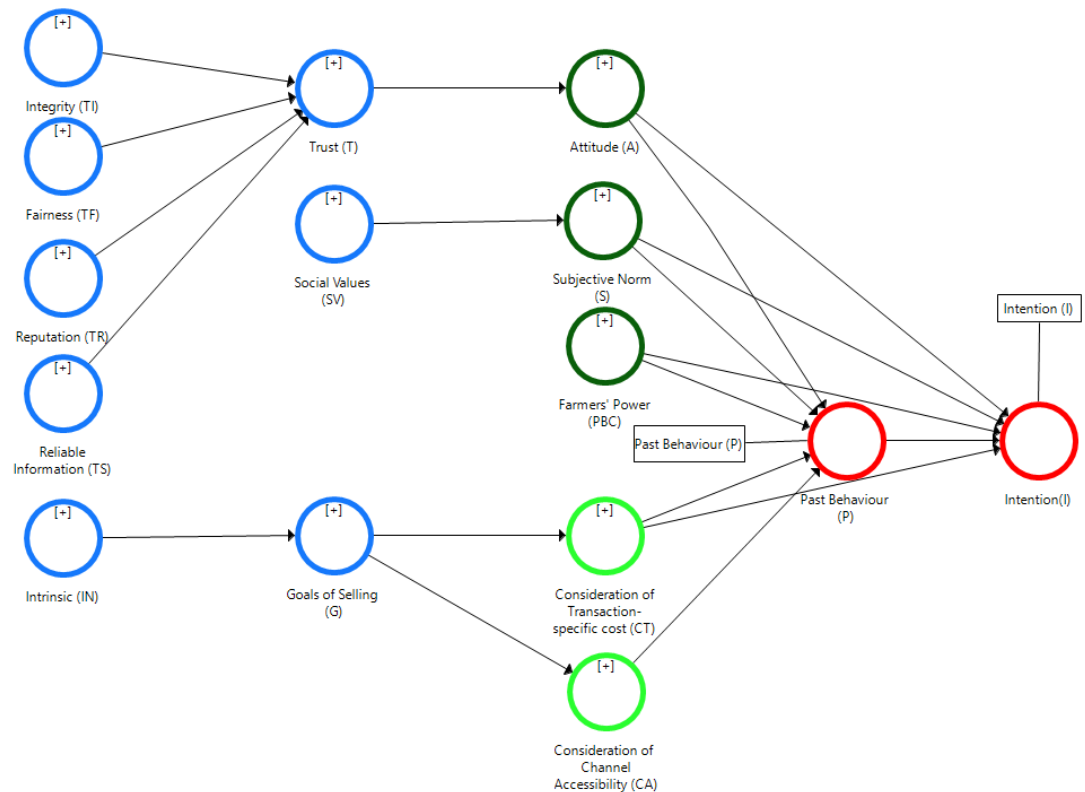 [+]
Integrity (TI)
[+]
Fairness (TF)
[+]
Reputation (TR)
[+]
Reliable
Information (TS)
[+]
Intrinsic (IN)
[+]
Trust (T)
[+]
Social Values
(SV)
[+]
Goals of Selling
(G)
[+]
Attitude (A)
[+]
Subjective Norm
(S)
[+]
Farmers' Power
(PBC)
[+]
Consideration of
Transaction-
specific cost (CT)
[+]
Consideration of
Channel
Accessibility (CA)
Past Behaviour (P)
Past Behaviour
(P)
Intention (I)
Intention(I)